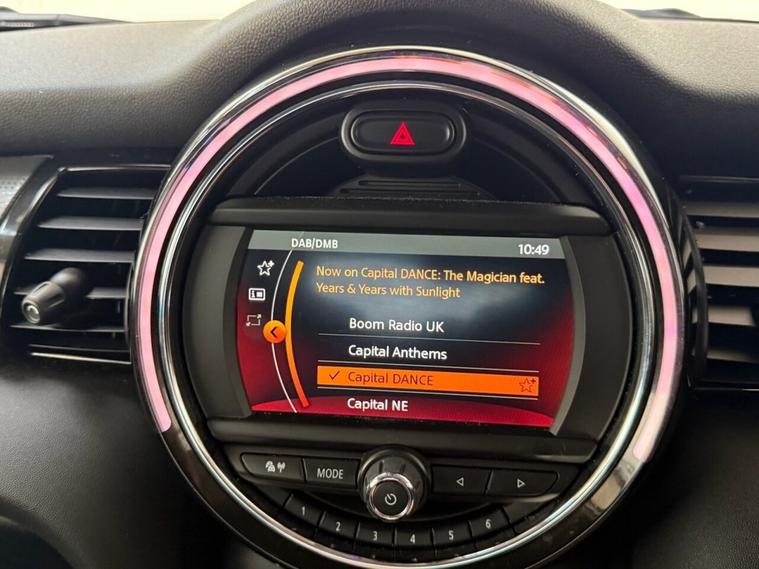 DAB/DMB 10:49
Now on Capital DANCE: The Magician feat.
Years & Years with Sunlight
Boom Radio UK
Capital Anthems
Capital DANCE
Capital NE
MODE
1 2 3 4 5 6